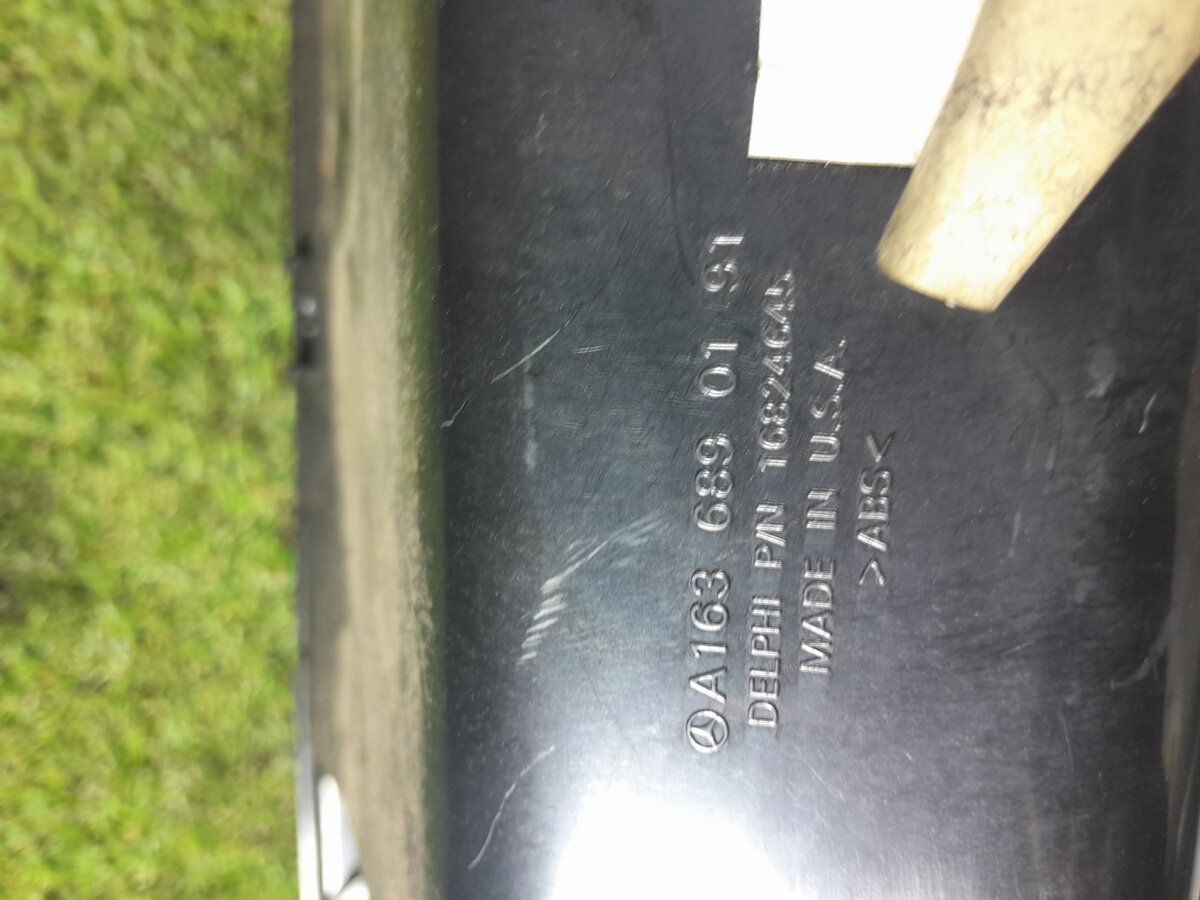 A163 689 01 91
DELPHI P/N 16824645
MADE IN U.S.A.
>ABS<